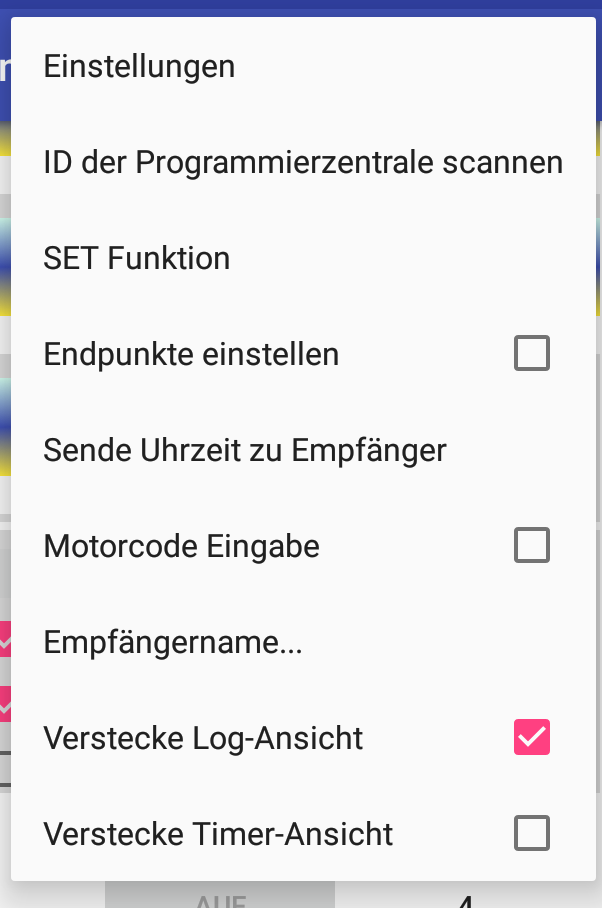 Einstellungen
ID der Programmierzentrale scannen
SET Funktion
Endpunkte einstellen
Sende Uhrzeit zu Empfänger
Motorcode Eingabe
Empfängername...
Verstecke Log-Ansicht
Verstecke Timer-Ansicht
AUF 4